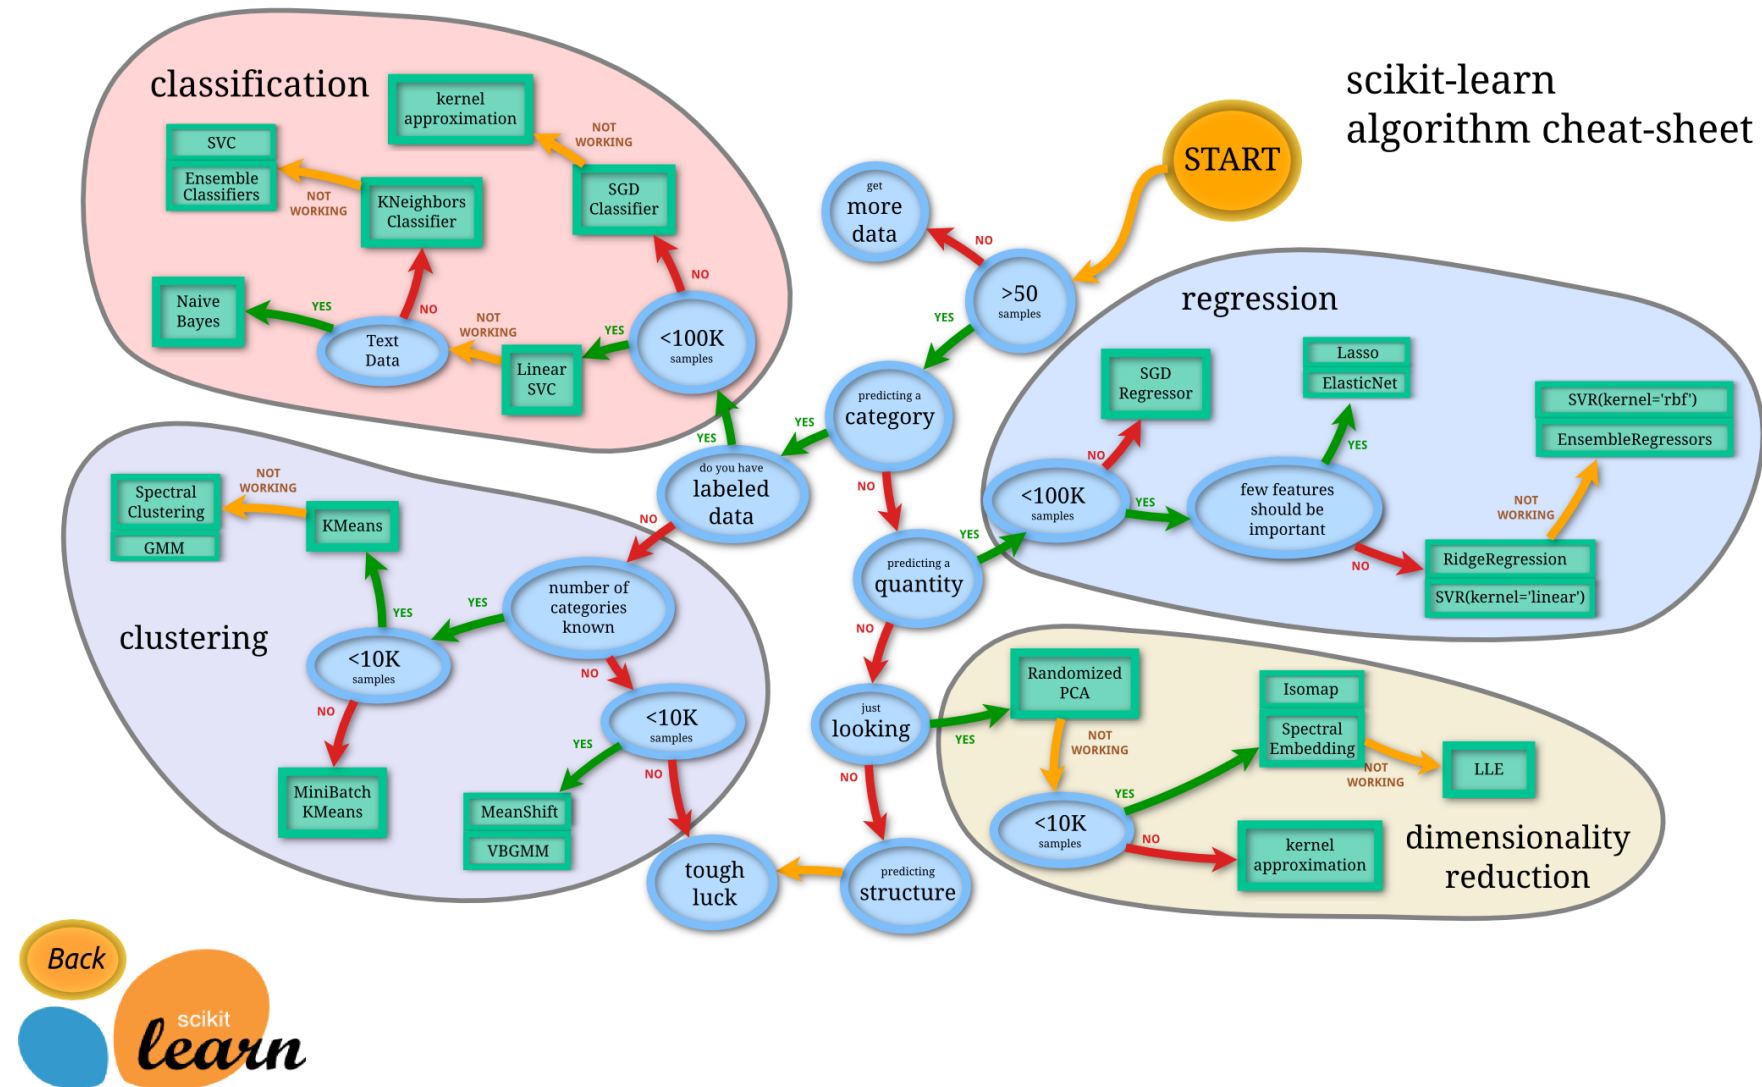 scikit-learn
algorithm cheat-sheet
START
get
more
data
NO
>50
samples
YES
predicting a
category
YES
NO
do you have
labeled
data
YES
NO
predicting a
quantity
YES
NO
just
looking
YES
NO
predicting
structure
tough
luck
classification
kernel
approximation
NOT
WORKING
SGD
Classifier
NO
<100K
samples
YES
Linear
SVC
NOT
WORKING
Text
Data
YES
Naive
Bayes
NO
KNeighbors
Classifier
NOT
WORKING
SVC
Ensemble
Classifiers
regression
<100K
samples
NO
SGD
Regressor
YES
few features
should be
important
YES
Lasso
ElasticNet
NO
RidgeRegression
SVR(kernel='linear')
NOT
WORKING
SVR(kernel='rbf')
EnsembleRegressors
clustering
number of
categories
known
YES
<10K
samples
YES
KMeans
NOT
WORKING
Spectral
Clustering
GMM
NO
MiniBatch
KMeans
NO
<10K
samples
YES
MeanShift
VBGMM
NO
dimensionality
reduction
Randomized
PCA
NOT
WORKING
<10K
samples
YES
Isomap
Spectral
Embedding
NOT
WORKING
LLE
NO
kernel
approximation
Back
scikit
learn